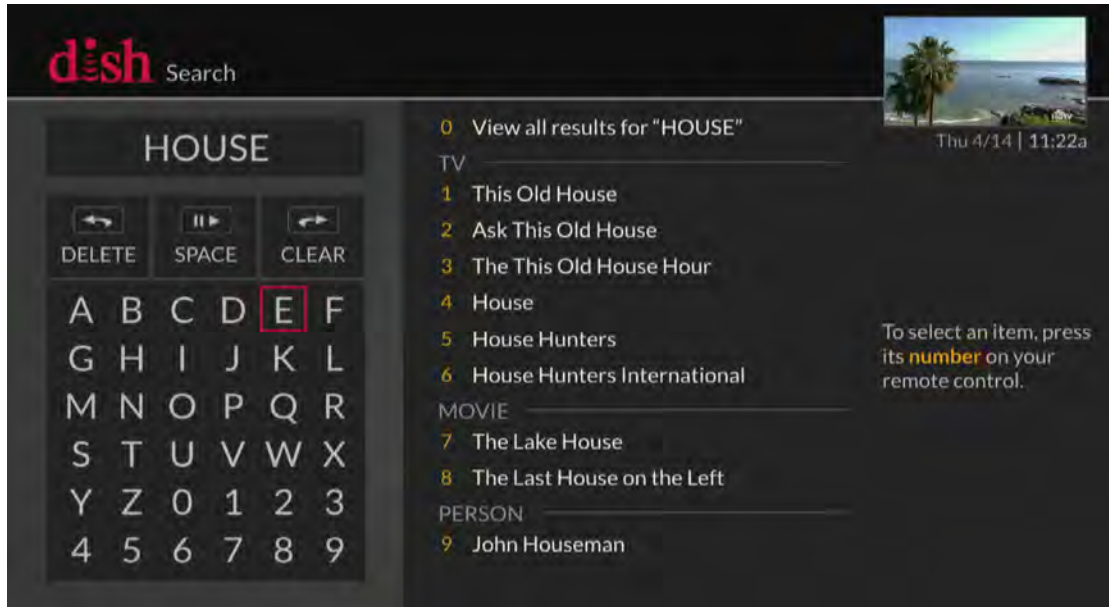 dish Search
HOUSE
DELETE SPACE CLEAR
A B C D E F
G H I J K L
M N O P Q R
S T U V W X
Y Z 0 1 2 3
4 5 6 7 8 9
0 View all results for “HOUSE”
TV
1 This Old House
2 Ask This Old House
3 The This Old House Hour
4 House
5 House Hunters
6 House Hunters International
MOVIE
7 The Lake House
8 The Last House on the Left
PERSON
9 John Houseman
Thu 4/14 | 11:22a
To select an item, press
its number on your
remote control.